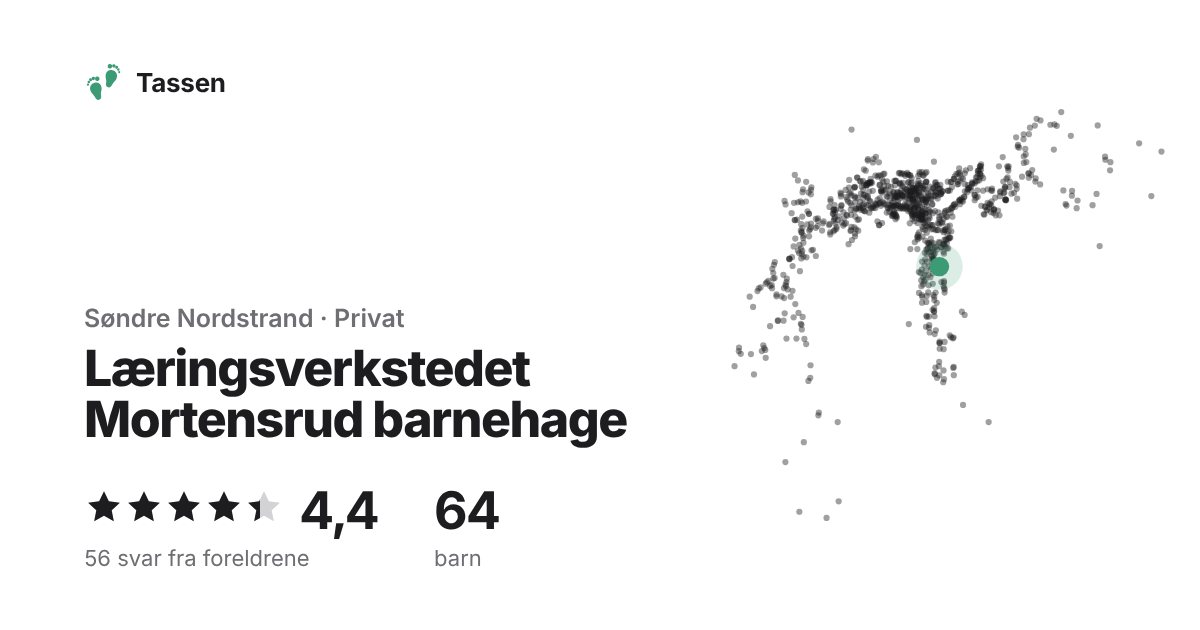 Tassen
Søndre Nordstrand · Privat
Læringsverkstedet
Mortensrud barnehage
4,4
64
56 svar fra foreldrene
barn